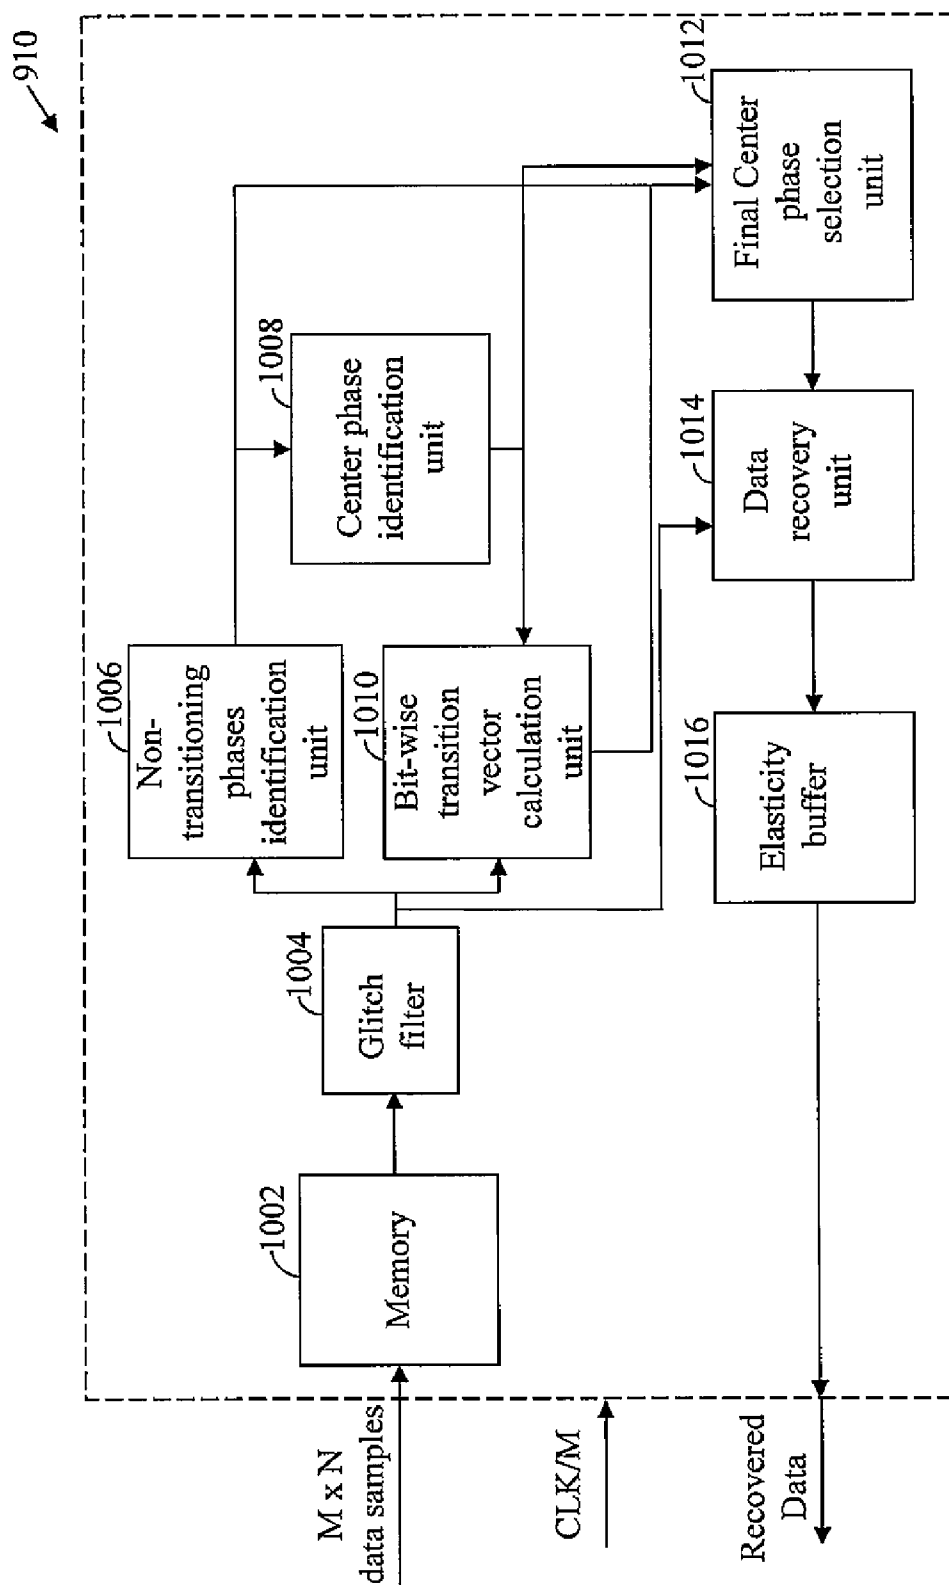 910
M x N
data samples
CLK/M
Recovered
Data
1002
Memory
1004
Glitch
filter
1006
Non-
transitioning
phases
identification
unit
1008
Center phase
identification
unit
1010
Bit-wise
transition
vector
calculation
unit
1012
Final Center
phase
selection
unit
1014
Data
recovery
unit
1016
Elasticity
buffer